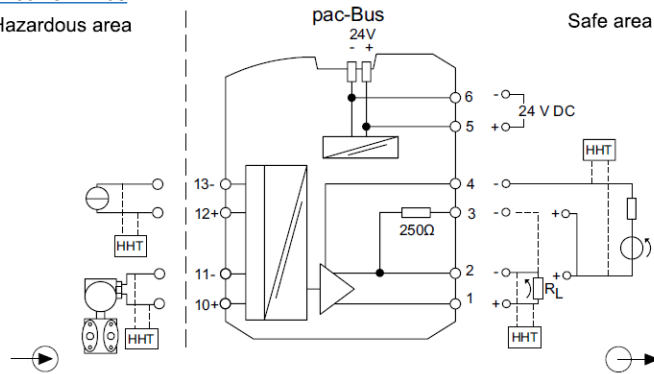 Hazardous area
pac-Bus
Safe area
24V
- +
6
- 24 V DC
5
+
HHT
13-
4
-
12+
3
-
+
250Ω
HHT
11-
2
-
+
10+
1
+
R_L
HHT
HHT